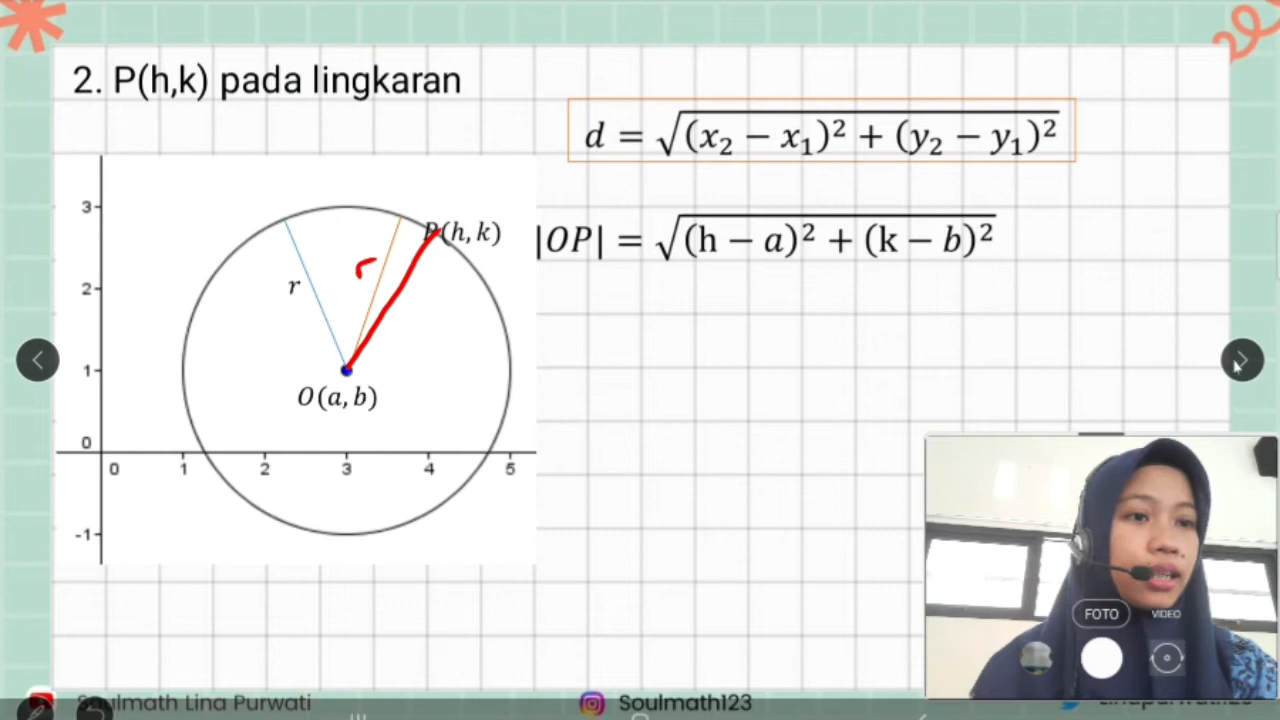 2. P(h,k) pada lingkaran
d = √(x₂ − x₁)² + (y₂ − y₁)²
|OP| = √(h − a)² + (k − b)²
3
2
1
0
-1
0 1 2 3 4 5
r
r
P(h, k)
O(a, b)
FOTO VIDEO
Soulmath Lina Purwati
Soulmath123